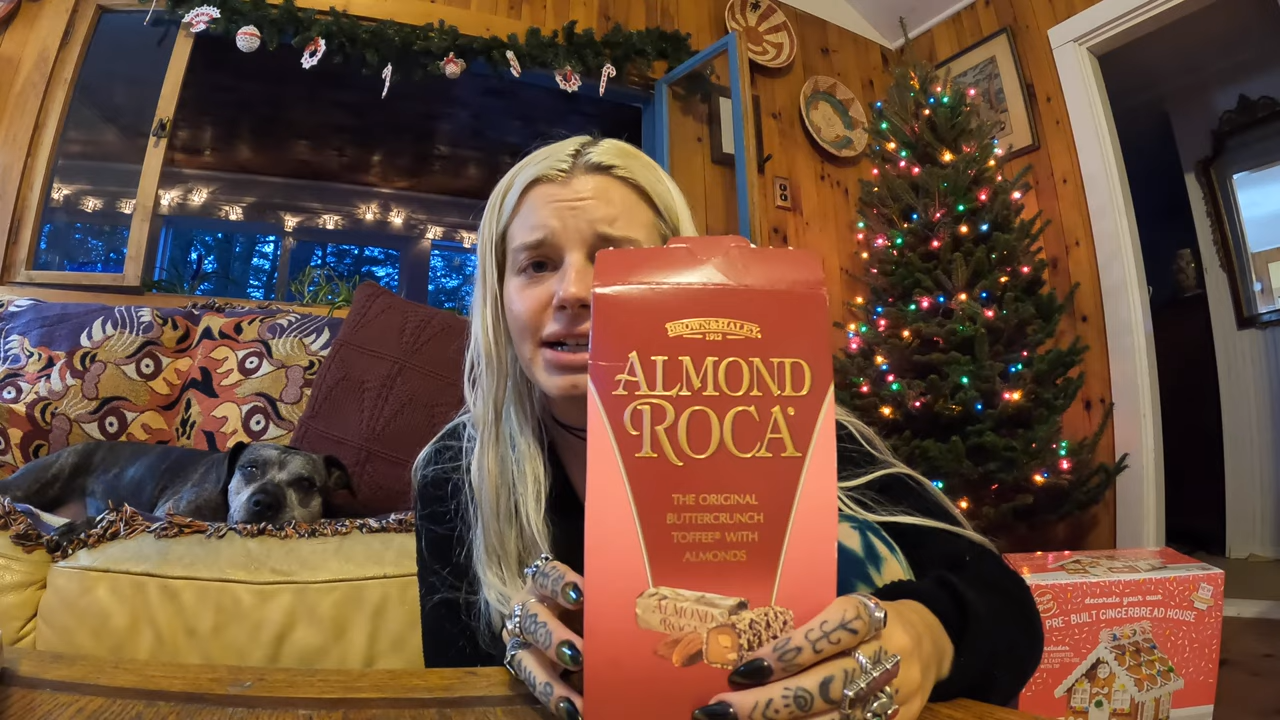 BROWN & HALEY
1912
ALMOND
ROCA®
THE ORIGINAL
BUTTERCRUNCH
TOFFEE® WITH
ALMONDS
ALMOND
ROCA
decorate your own
PRE-BUILT GINGERBREAD HOUSE
includes